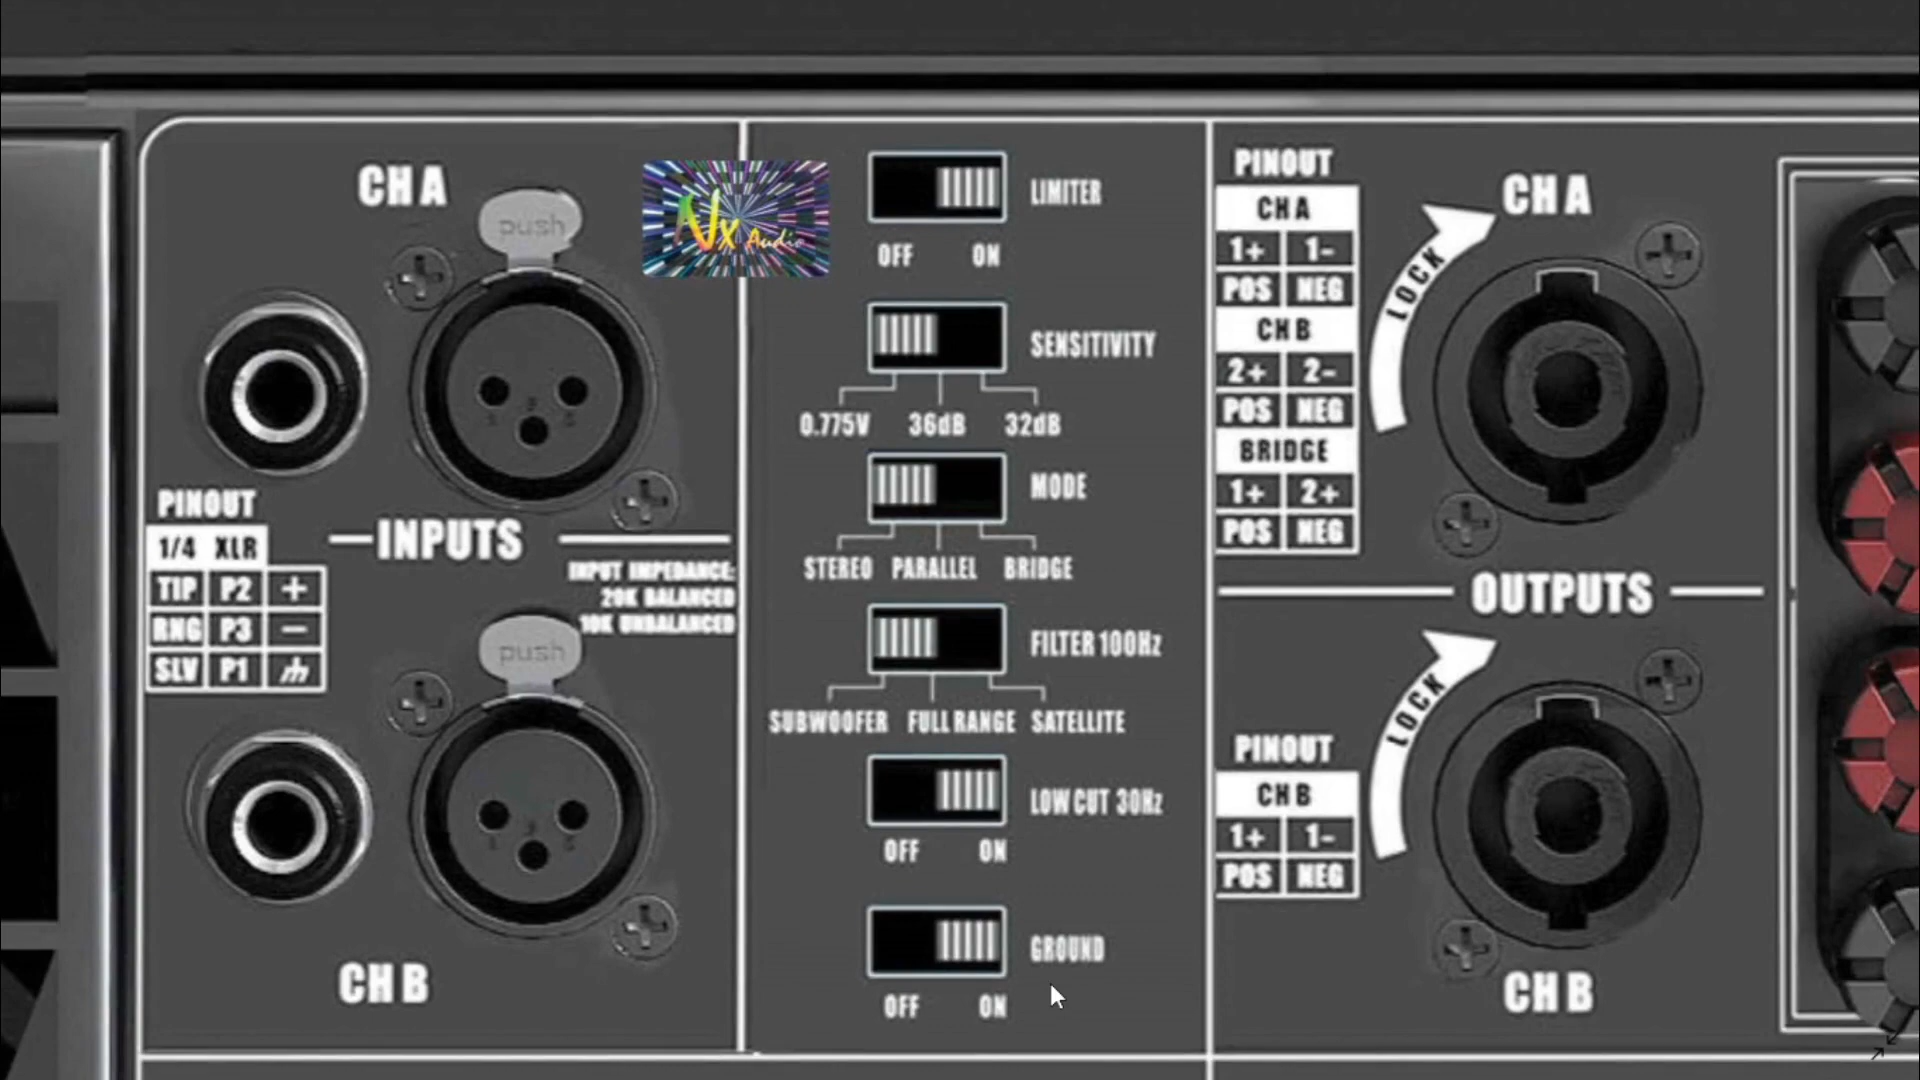 CH A
push
PINOUT
1/4 XLR
TIP P2 +
RNG P3 −
SLV P1
INPUTS
INPUT IMPEDANCE:
20K BALANCED
10K UNBALANCED
push
CH B
Nx Audio
LIMITER
OFF ON
SENSITIVITY
0.775V 36dB 32dB
MODE
STEREO PARALLEL BRIDGE
FILTER 100Hz
SUBWOOFER FULL RANGE SATELLITE
LOW CUT 30Hz
OFF ON
GROUND
OFF ON
PINOUT
CH A
1+ 1-
POS NEG
CH B
2+ 2-
POS NEG
BRIDGE
1+ 2+
POS NEG
CH A
LOCK
OUTPUTS
PINOUT
CH B
1+ 1-
POS NEG
LOCK
CH B